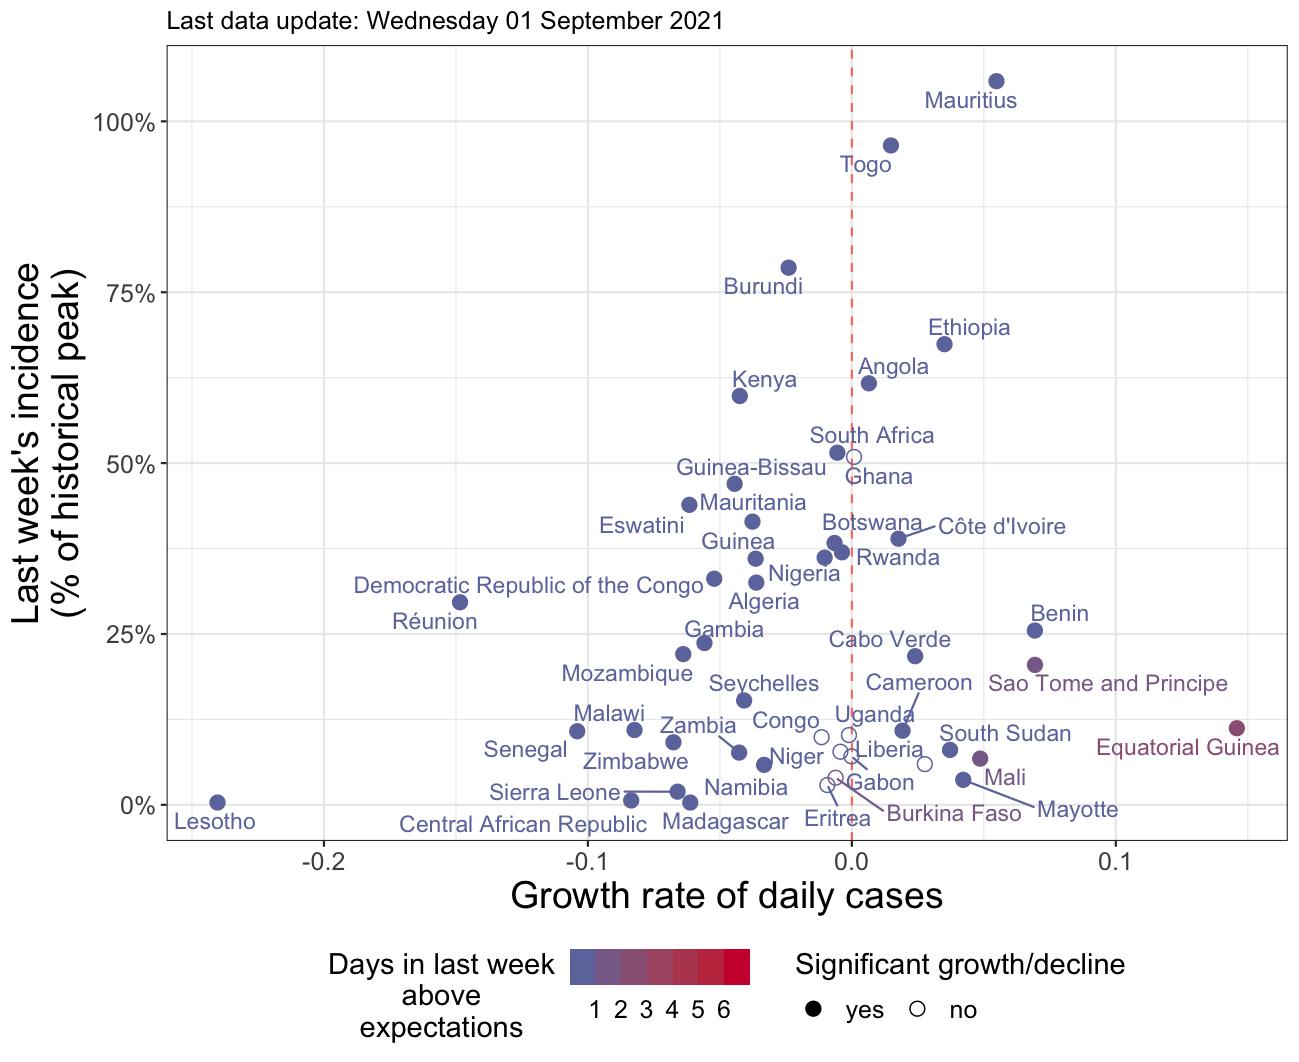 Last data update: Wednesday 01 September 2021
Last week's incidence
(% of historical peak)
100%
75%
50%
25%
0%
Mauritius
Togo
Burundi
Ethiopia
Angola
Kenya
South Africa
Guinea-Bissau
Ghana
Mauritania
Eswatini
Botswana
Côte d'Ivoire
Guinea
Rwanda
Nigeria
Democratic Republic of the Congo
Algeria
Réunion
Benin
Gambia
Cabo Verde
Mozambique
Seychelles
Cameroon
Sao Tome and Principe
Malawi
Congo
Uganda
Zambia
South Sudan
Senegal
Liberia
Equatorial Guinea
Zimbabwe
Niger
Mali
Gabon
Namibia
Sierra Leone
Mayotte
Burkina Faso
Eritrea
Lesotho
Central African Republic
Madagascar
-0.2
-0.1
0.0
0.1
Growth rate of daily cases
Days in last week
above
expectations
1 2 3 4 5 6
Significant growth/decline
yes
no